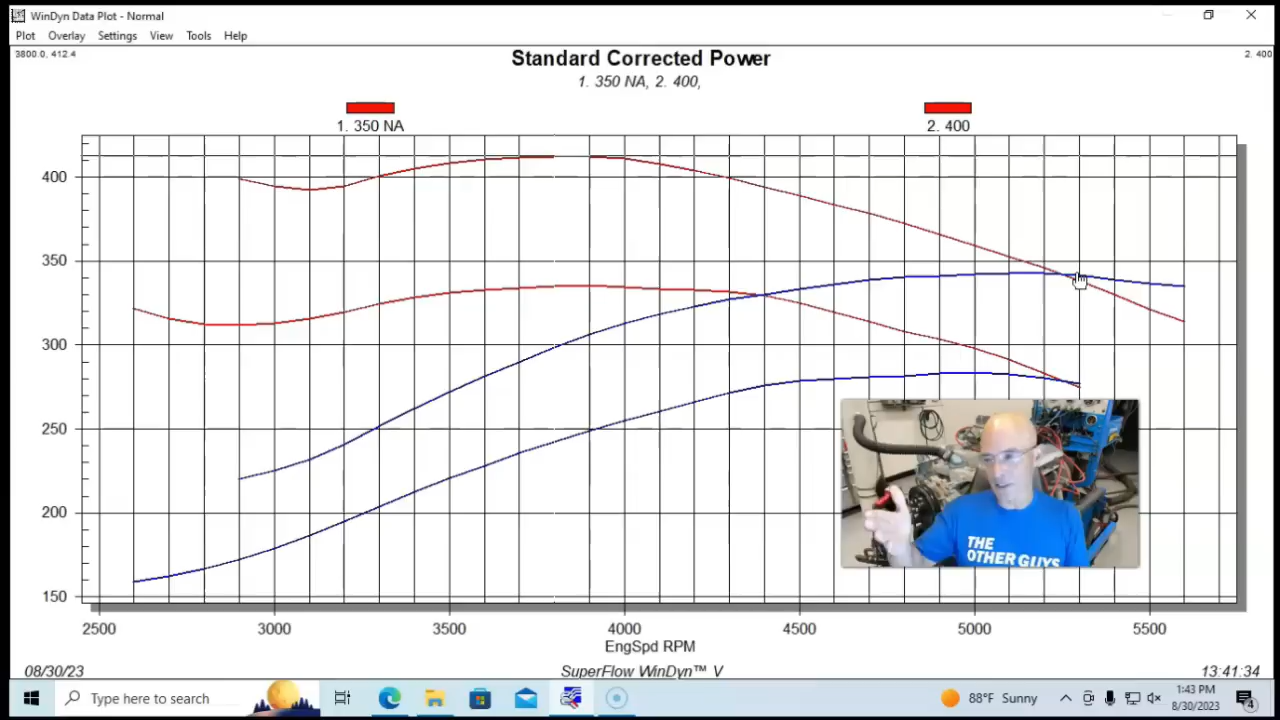 WinDyn Data Plot - Normal
Plot Overlay Settings View Tools Help
3800.0, 412.4
2. 400
Standard Corrected Power
1. 350 NA, 2. 400,
1. 350 NA
2. 400
400
350
300
250
200
150
2500 3000 3500 4000 4500 5000 5500
EngSpd RPM
THE
OTHER GUYS
08/30/23
SuperFlow WinDyn™ V
13:41:34
Type here to search
88°F Sunny
1:43 PM
8/30/2023
4